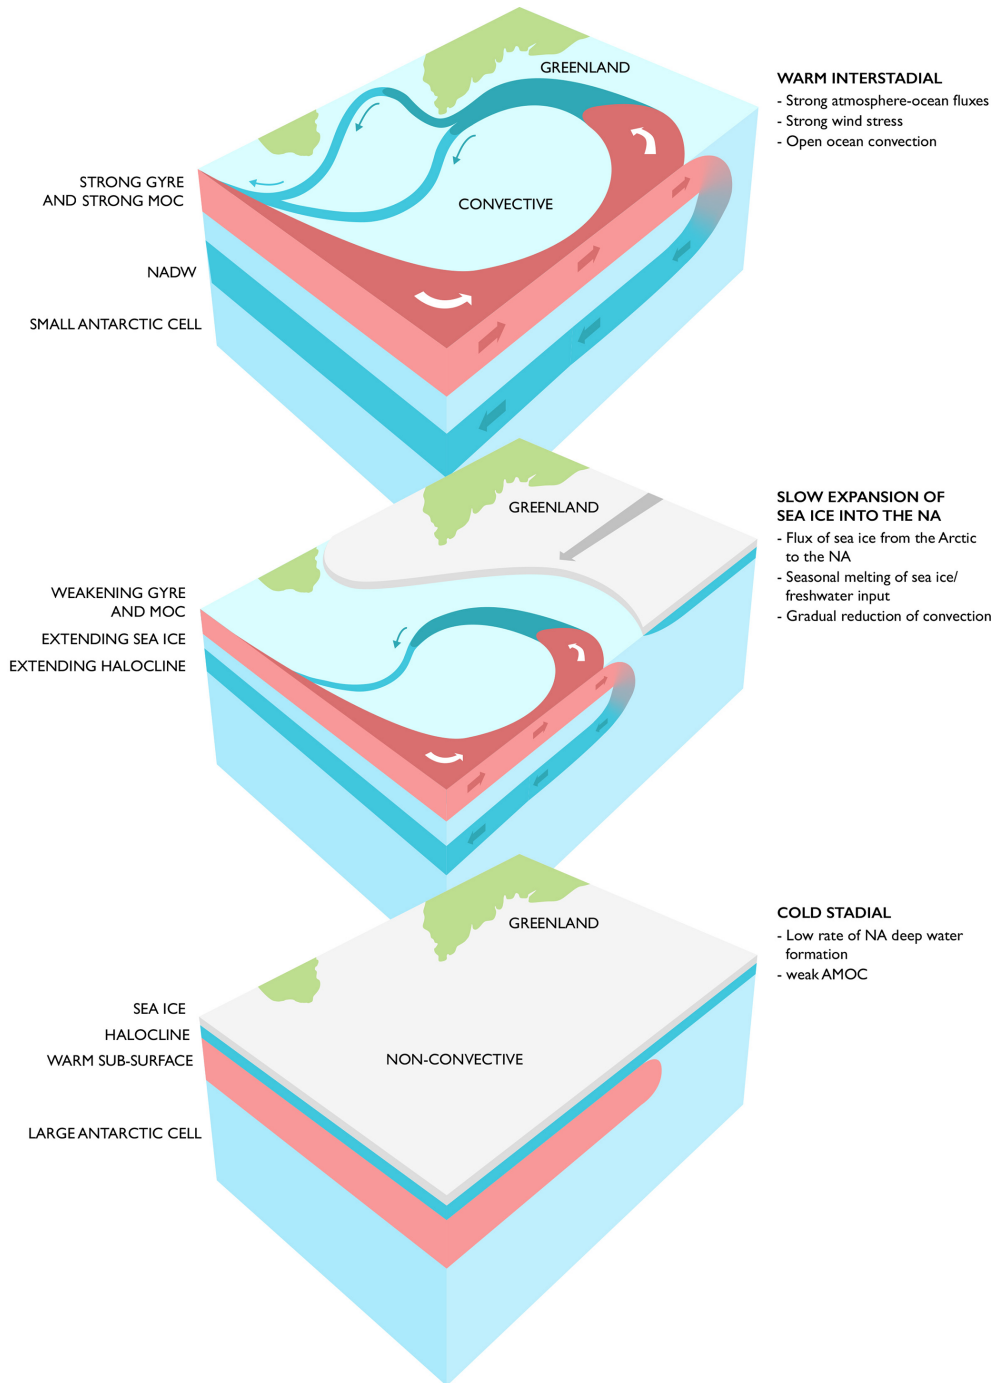 GREENLAND
CONVECTIVE
STRONG GYRE
AND STRONG MOC
NADW
SMALL ANTARCTIC CELL
WARM INTERSTADIAL
- Strong atmosphere-ocean fluxes
- Strong wind stress
- Open ocean convection
GREENLAND
WEAKENING GYRE
AND MOC
EXTENDING SEA ICE
EXTENDING HALOCLINE
SLOW EXPANSION OF
SEA ICE INTO THE NA
- Flux of sea ice from the Arctic
to the NA
- Seasonal melting of sea ice/
freshwater input
- Gradual reduction of convection
GREENLAND
NON-CONVECTIVE
SEA ICE
HALOCLINE
WARM SUB-SURFACE
LARGE ANTARCTIC CELL
COLD STADIAL
- Low rate of NA deep water
formation
- weak AMOC